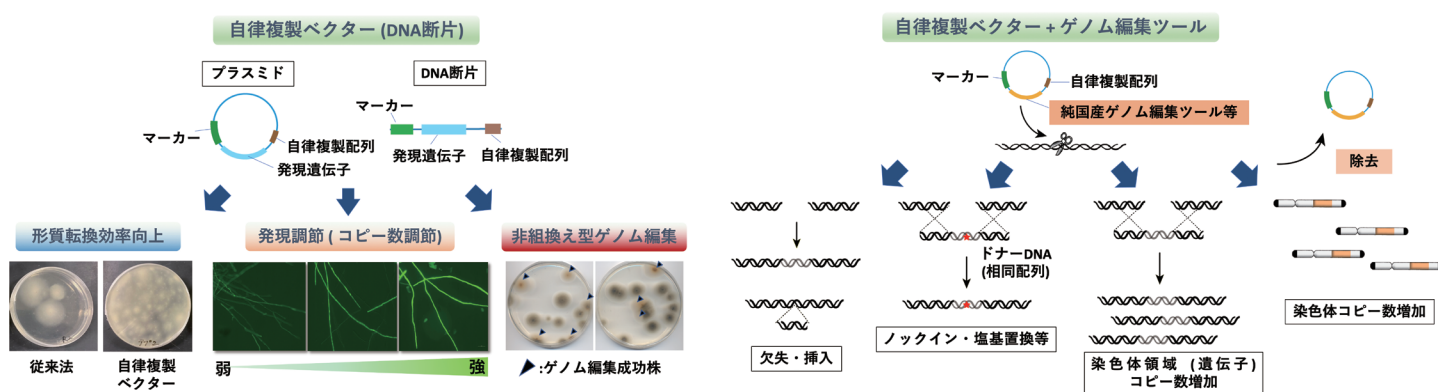 自律複製ベクター (DNA断片)
プラスミド
DNA断片
マーカー
自律複製配列
発現遺伝子
マーカー
発現遺伝子
自律複製配列
形質転換効率向上
従来法
自律複製
ベクター
発現調節 ( コピー数調節)
弱
強
非組換え型ゲノム編集
:ゲノム編集成功株
自律複製ベクター + ゲノム編集ツール
マーカー
自律複製配列
純国産ゲノム編集ツール等
除去
欠失・挿入
ドナーDNA
(相同配列)
ノックイン・塩基置換等
染色体領域 (遺伝子)
コピー数増加
染色体コピー数増加